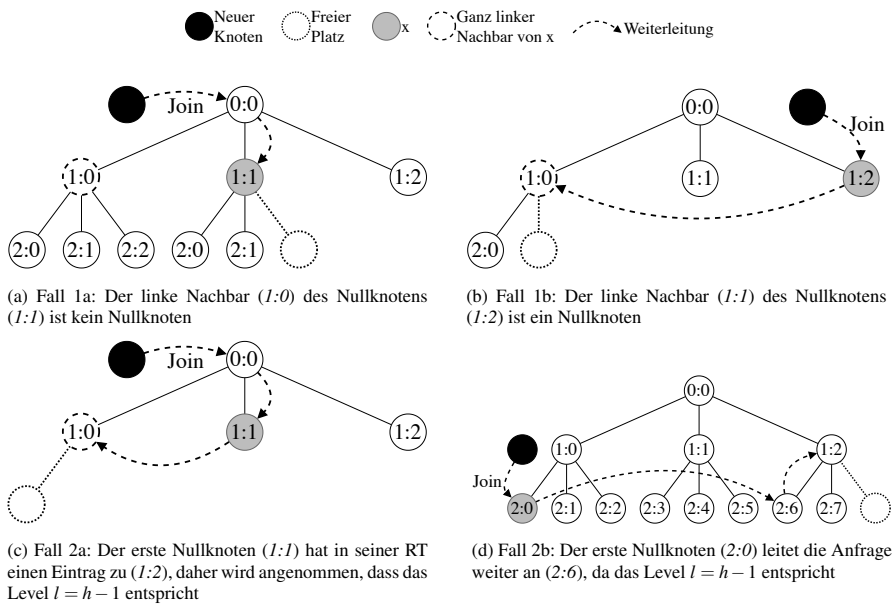 Neuer Knoten
Freier Platz
x
Ganz linker Nachbar von x
Weiterleitung
Join
0:0
1:0
1:1
1:2
2:0
2:1
2:2
2:0
2:1
(a) Fall 1a: Der linke Nachbar (1:0) des Nullknotens
(1:1) ist kein Nullknoten
0:0
Join
1:0
1:1
1:2
2:0
(b) Fall 1b: Der linke Nachbar (1:1) des Nullknotens
(1:2) ist ein Nullknoten
Join
0:0
1:0
1:1
1:2
(c) Fall 2a: Der erste Nullknoten (1:1) hat in seiner RT
einen Eintrag zu (1:2), daher wird angenommen, dass das
Level l = h − 1 entspricht
0:0
1:0
1:1
1:2
Join
2:0
2:1
2:2
2:3
2:4
2:5
2:6
2:7
(d) Fall 2b: Der erste Nullknoten (2:0) leitet die Anfrage
weiter an (2:6), da das Level l = h − 1 entspricht